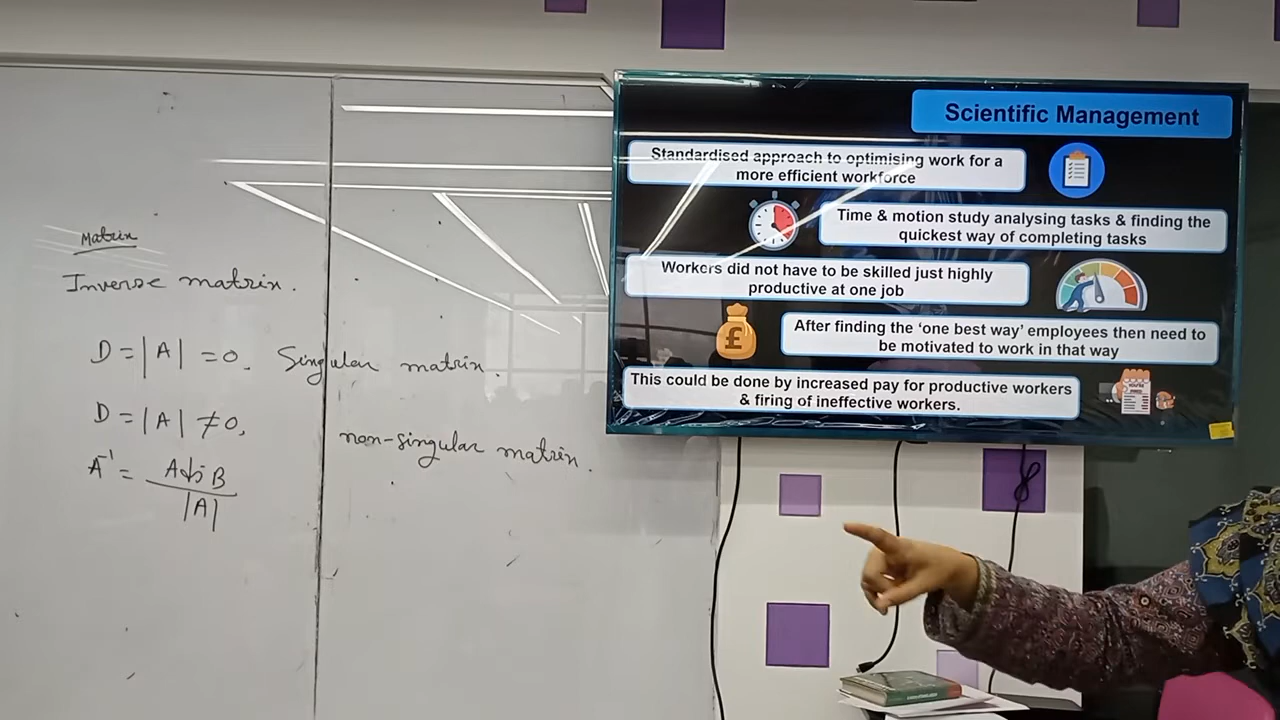 Matrix
Inverse matrix.
D = |A| = 0. Singular matrix.
D = |A| ≠ 0,
non-singular matrix.
A⁻¹ = Adj B
|A|
Scientific Management
Standardised approach to optimising work for a
more efficient workforce
Time & motion study analysing tasks & finding the
quickest way of completing tasks
Workers did not have to be skilled just highly
productive at one job
£
After finding the ‘one best way’ employees then need to
be motivated to work in that way
This could be done by increased pay for productive workers
& firing of ineffective workers.